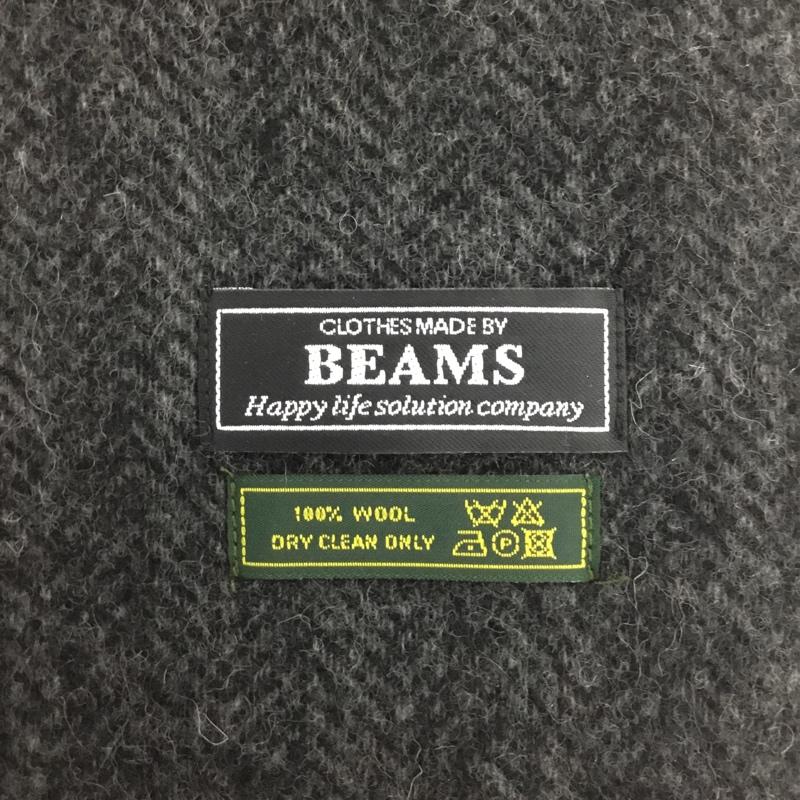 CLOTHES MADE BY
BEAMS
Happy life solution company
100% WOOL
DRY CLEAN ONLY
P